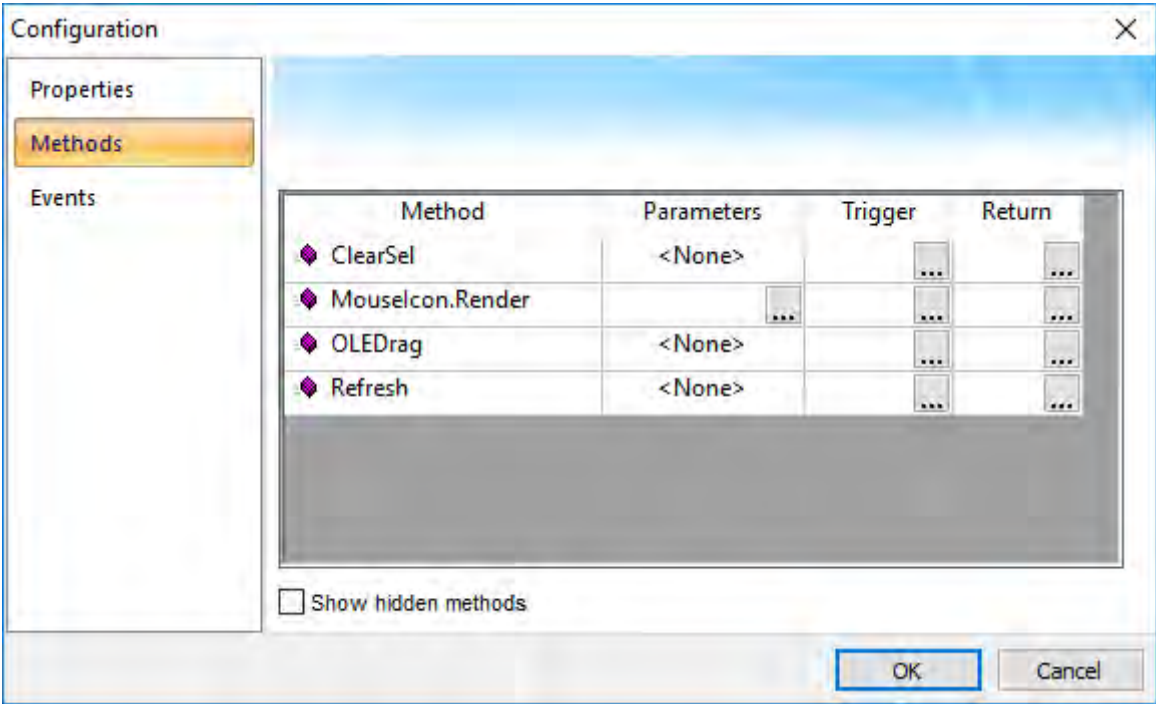 Configuration
Properties
Methods
Events
Method Parameters Trigger Return
ClearSel <None> ... ...
MouseIcon.Render ... ... ...
OLEDrag <None> ... ...
Refresh <None> ... ...
Show hidden methods
OK Cancel